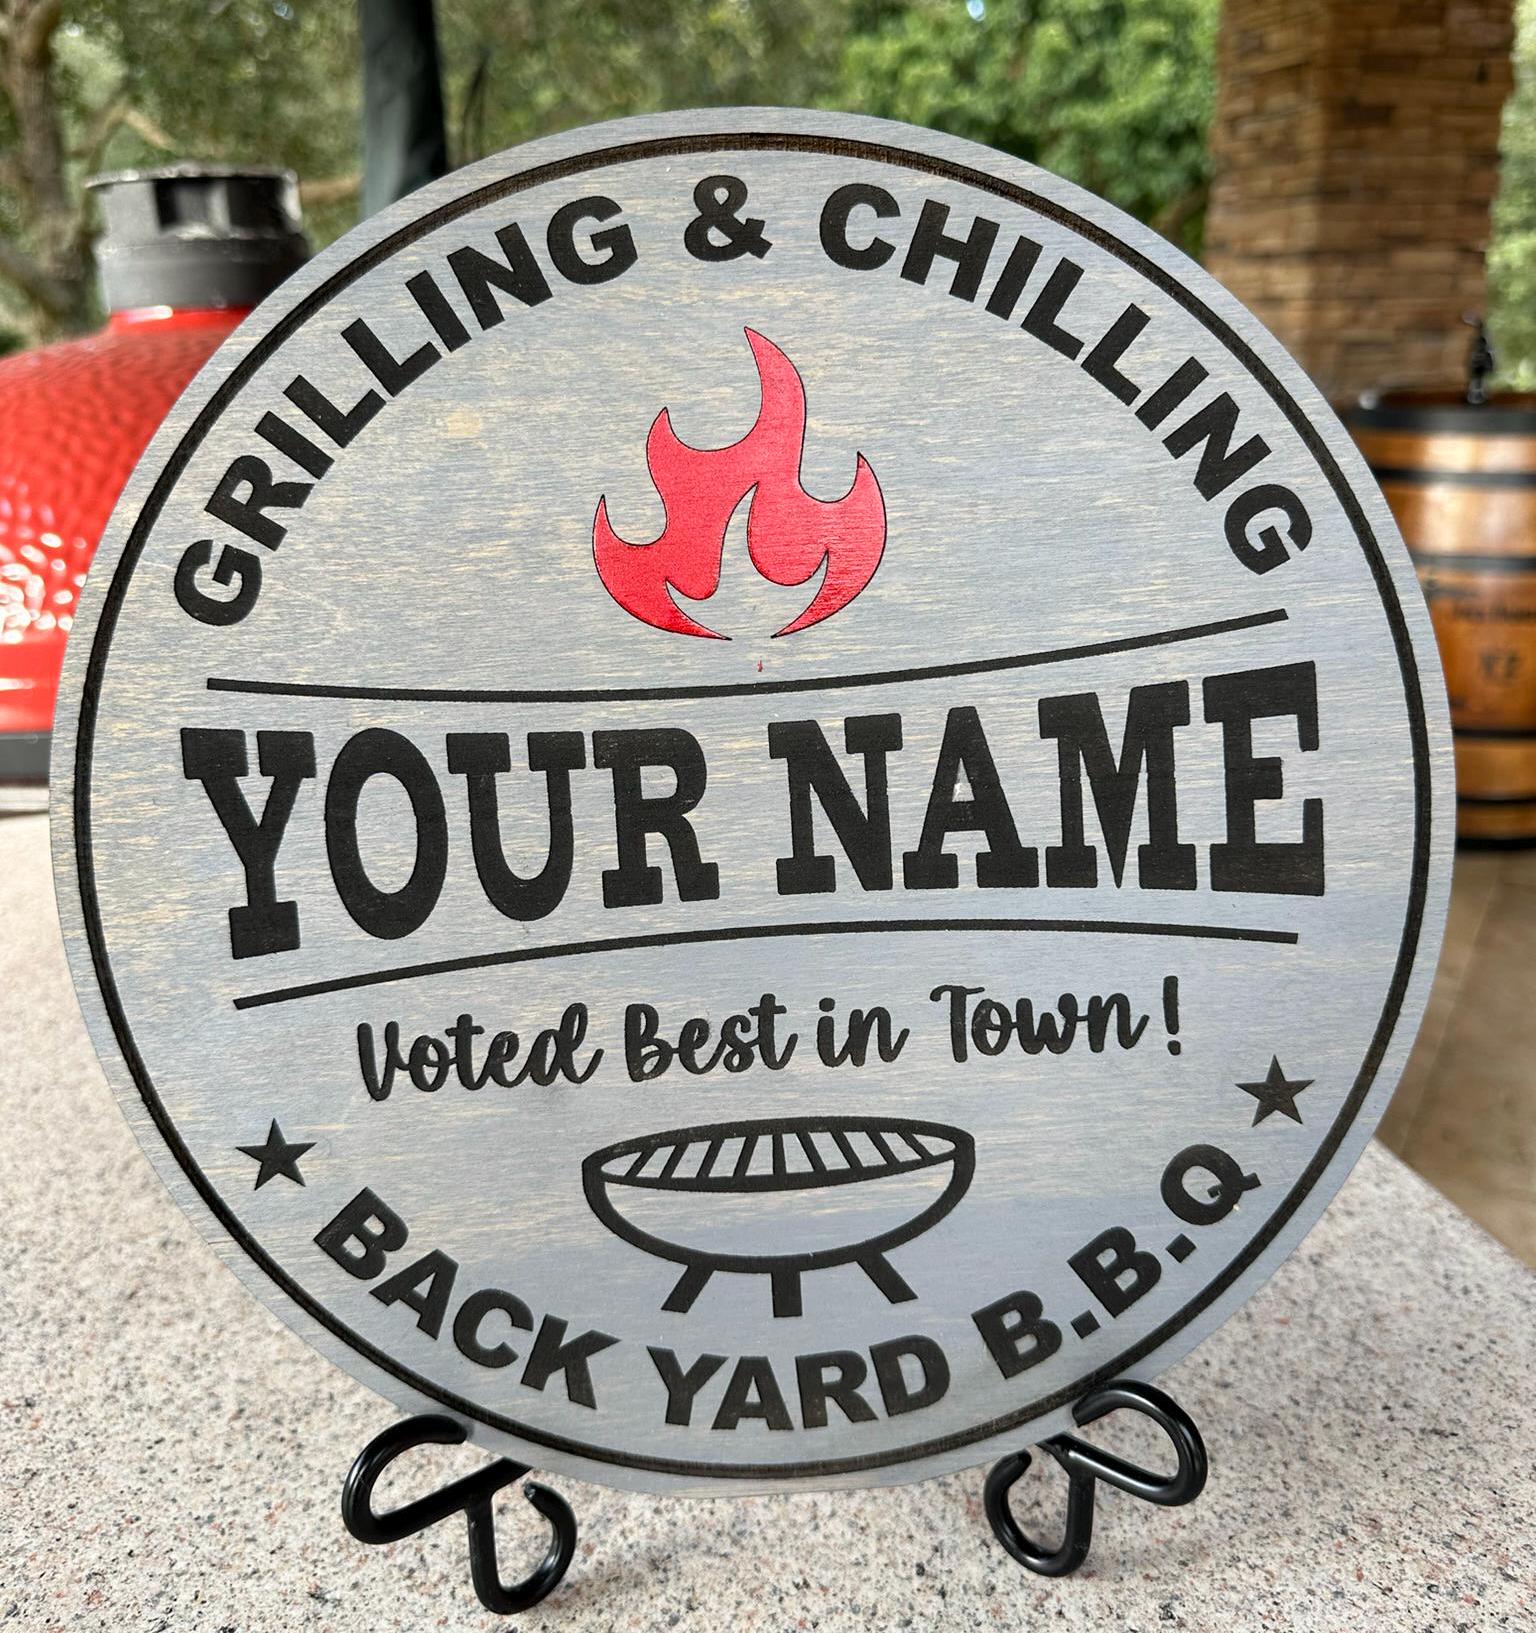 GRILLING & CHILLING
YOUR NAME
Voted Best in Town!
BACK YARD B.B.Q